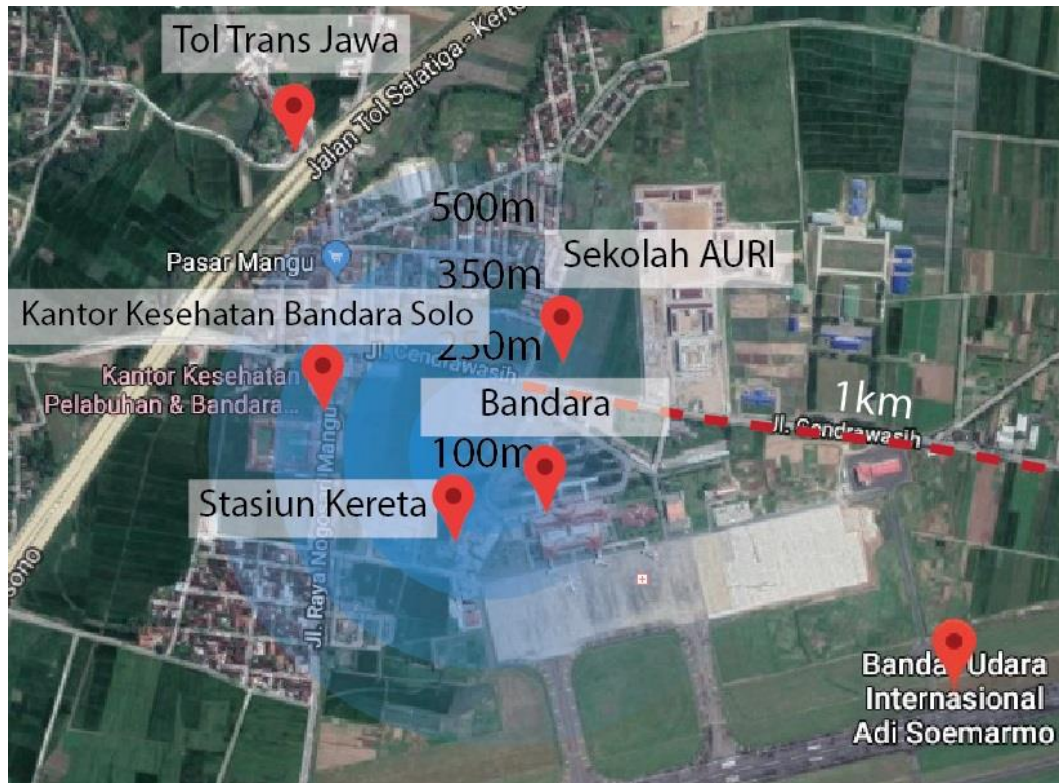 Tol Trans Jawa
Jalan Tol Salatiga - Kerto
500m
Sekolah AURI
Pasar Mangu
350m
Kantor Kesehatan Bandara Solo
250m
Jl. Cendrawasih
Kantor Kesehatan
Pelabuhan & Bandara...
Bandara
1km
Jl. Cendrawasih
100m
Stasiun Kereta
Jl. Raya Nogosari Mangu
sono
Bandar Udara
Internasional
Adi Soemarmo